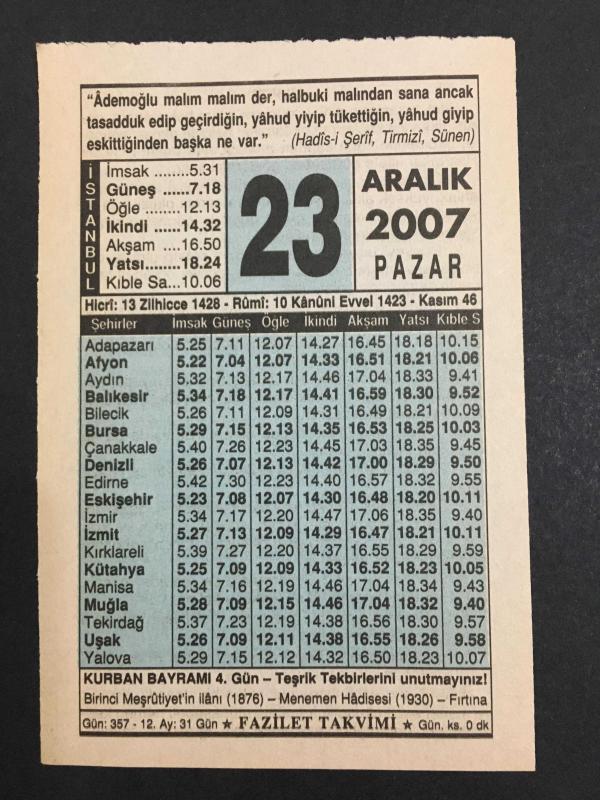 “Âdemoğlu malım malım der, halbuki malından sana ancak
tasadduk edip geçirdiğin, yâhud yiyip tükettiğin, yâhud giyip
eskittiğinden başka ne var.” (Hadîs-i Şerîf, Tirmizî, Sünen)
İSTANBUL
İmsak ........5.31
Güneş ......7.18
Öğle ........12.13
İkindi ......14.32
Akşam ....16.50
Yatsı........18.24
Kıble Sa...10.06
23
ARALIK
2007
PAZAR
Hicrî: 13 Zilhicce 1428 - Rûmî: 10 Kânûni Evvel 1423 - Kasım 46
Şehirler İmsak Güneş Öğle İkindi Akşam Yatsı Kıble S
Adapazarı 5.25 7.11 12.07 14.27 16.45 18.18 10.15
Afyon 5.22 7.04 12.07 14.33 16.51 18.21 10.06
Aydın 5.32 7.13 12.17 14.46 17.04 18.33 9.41
Balıkesir 5.34 7.18 12.17 14.41 16.59 18.30 9.52
Bilecik 5.26 7.11 12.09 14.31 16.49 18.21 10.09
Bursa 5.29 7.15 12.13 14.35 16.53 18.25 10.03
Çanakkale 5.40 7.26 12.23 14.45 17.03 18.35 9.45
Denizli 5.26 7.07 12.13 14.42 17.00 18.29 9.50
Edirne 5.42 7.30 12.23 14.40 16.57 18.32 9.55
Eskişehir 5.23 7.08 12.07 14.30 16.48 18.20 10.11
İzmir 5.34 7.17 12.20 14.47 17.06 18.35 9.40
İzmit 5.27 7.13 12.09 14.29 16.47 18.21 10.11
Kırklareli 5.39 7.27 12.20 14.37 16.55 18.29 9.59
Kütahya 5.25 7.09 12.09 14.33 16.52 18.23 10.05
Manisa 5.34 7.16 12.19 14.46 17.04 18.34 9.43
Muğla 5.28 7.09 12.15 14.46 17.04 18.32 9.40
Tekirdağ 5.37 7.23 12.19 14.38 16.56 18.30 9.57
Uşak 5.26 7.09 12.11 14.38 16.55 18.26 9.58
Yalova 5.29 7.15 12.12 14.32 16.50 18.23 10.07
KURBAN BAYRAMI 4. Gün – Teşrik Tekbirlerini unutmayınız!
Birinci Meşrûtiyet'in ilânı (1876) – Menemen Hâdisesi (1930) – Fırtına
Gün: 357 - 12. Ay: 31 Gün ★ FAZİLET TAKVİMİ ★ Gün. ks. 0 dk